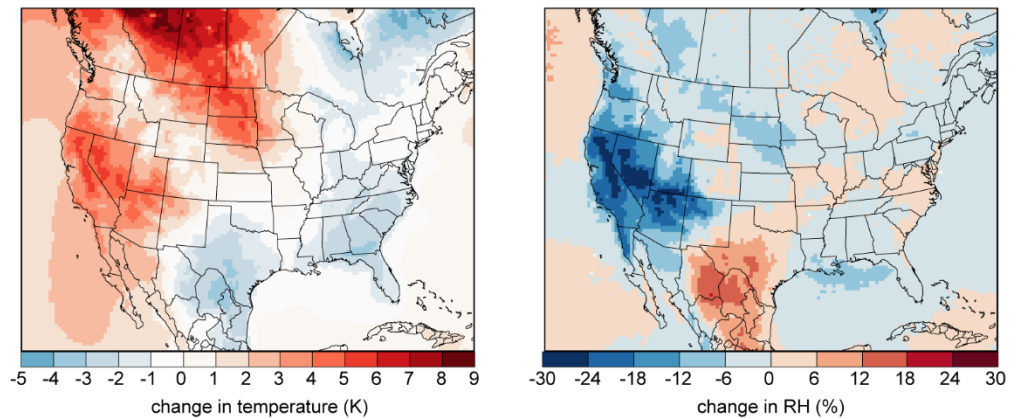 -5 -4 -3 -2 -1 0 1 2 3 4 5 6 7 8 9
change in temperature (K)
-30 -24 -18 -12 -6 0 6 12 18 24 30
change in RH (%)